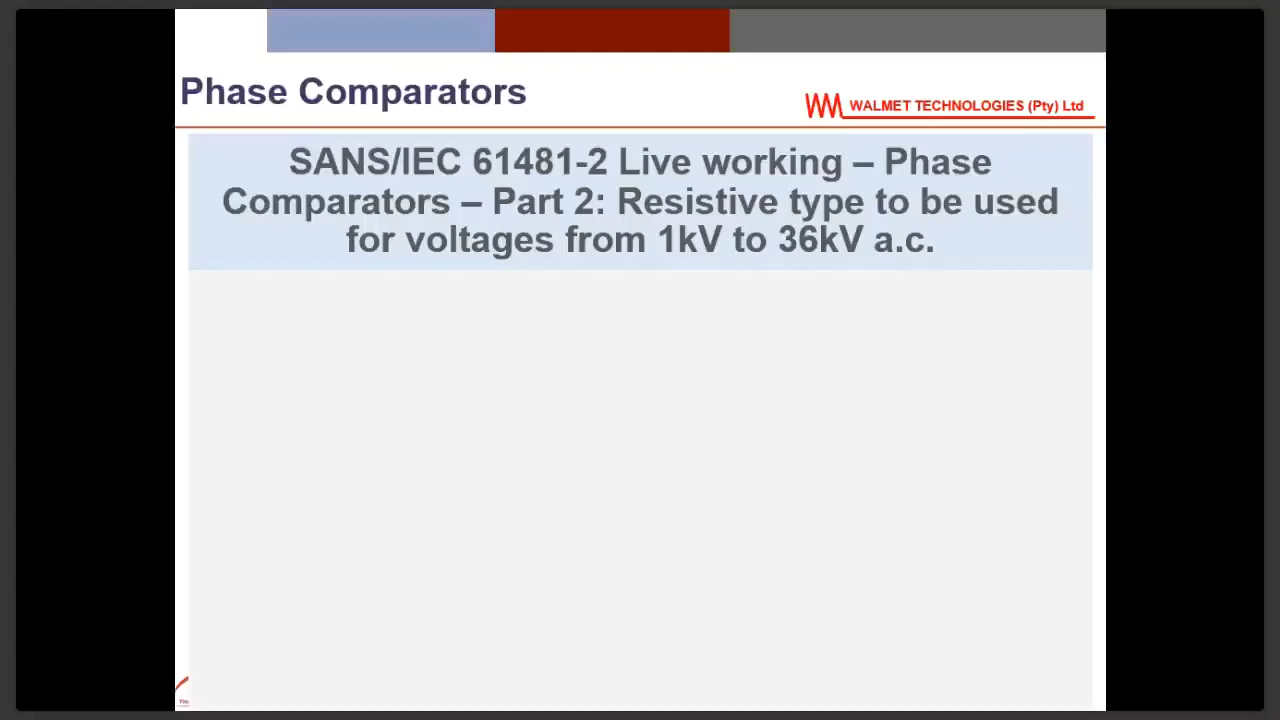 Phase Comparators
WALMET TECHNOLOGIES (Pty) Ltd
SANS/IEC 61481-2 Live working – Phase
Comparators – Part 2: Resistive type to be used
for voltages from 1kV to 36kV a.c.